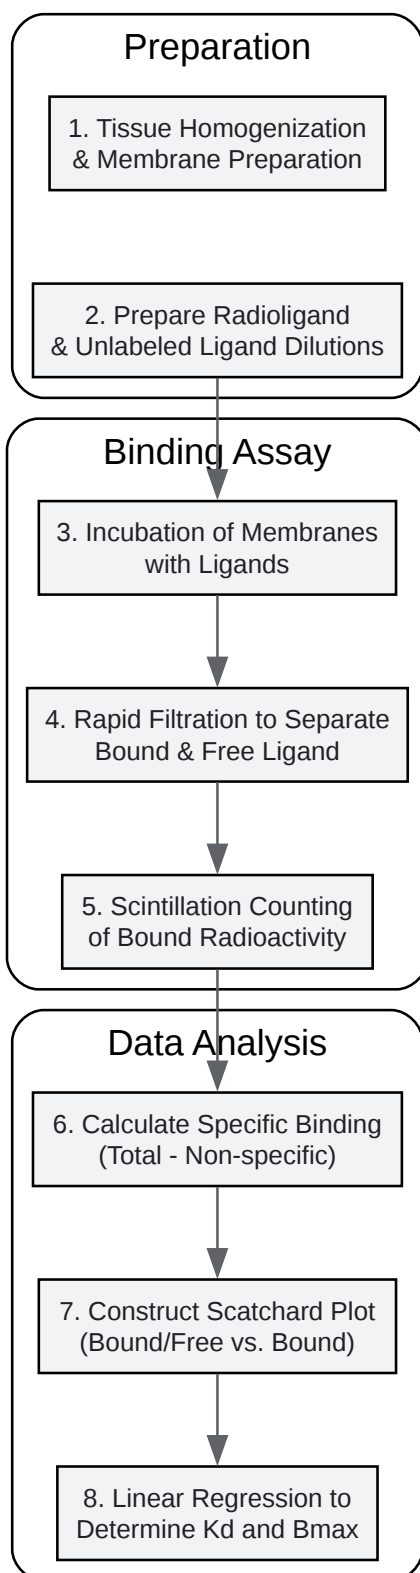 Preparation
1. Tissue Homogenization
& Membrane Preparation
2. Prepare Radioligand
& Unlabeled Ligand Dilutions
Binding Assay
3. Incubation of Membranes
with Ligands
4. Rapid Filtration to Separate
Bound & Free Ligand
5. Scintillation Counting
of Bound Radioactivity
Data Analysis
6. Calculate Specific Binding
(Total - Non-specific)
7. Construct Scatchard Plot
(Bound/Free vs. Bound)
8. Linear Regression to
Determine Kd and Bmax